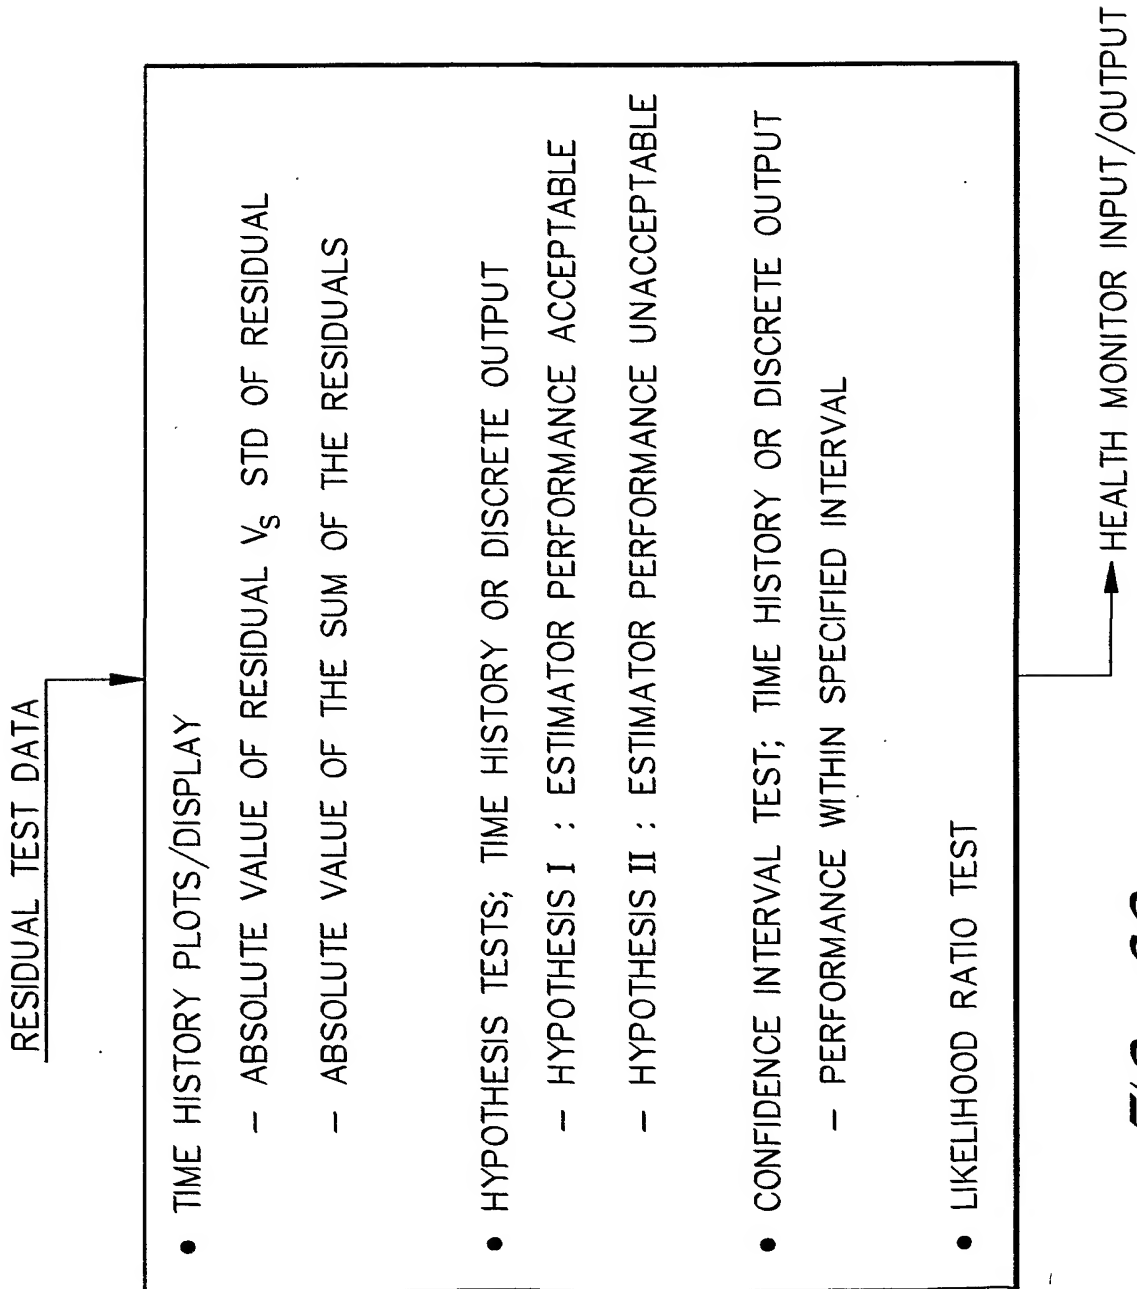 RESIDUAL TEST DATA
• TIME HISTORY PLOTS/DISPLAY
– ABSOLUTE VALUE OF RESIDUAL VS STD OF RESIDUAL
– ABSOLUTE VALUE OF THE SUM OF THE RESIDUALS
• HYPOTHESIS TESTS; TIME HISTORY OR DISCRETE OUTPUT
– HYPOTHESIS I : ESTIMATOR PERFORMANCE ACCEPTABLE
– HYPOTHESIS II : ESTIMATOR PERFORMANCE UNACCEPTABLE
• CONFIDENCE INTERVAL TEST; TIME HISTORY OR DISCRETE OUTPUT
– PERFORMANCE WITHIN SPECIFIED INTERVAL
• LIKELIHOOD RATIO TEST
HEALTH MONITOR INPUT/OUTPUT